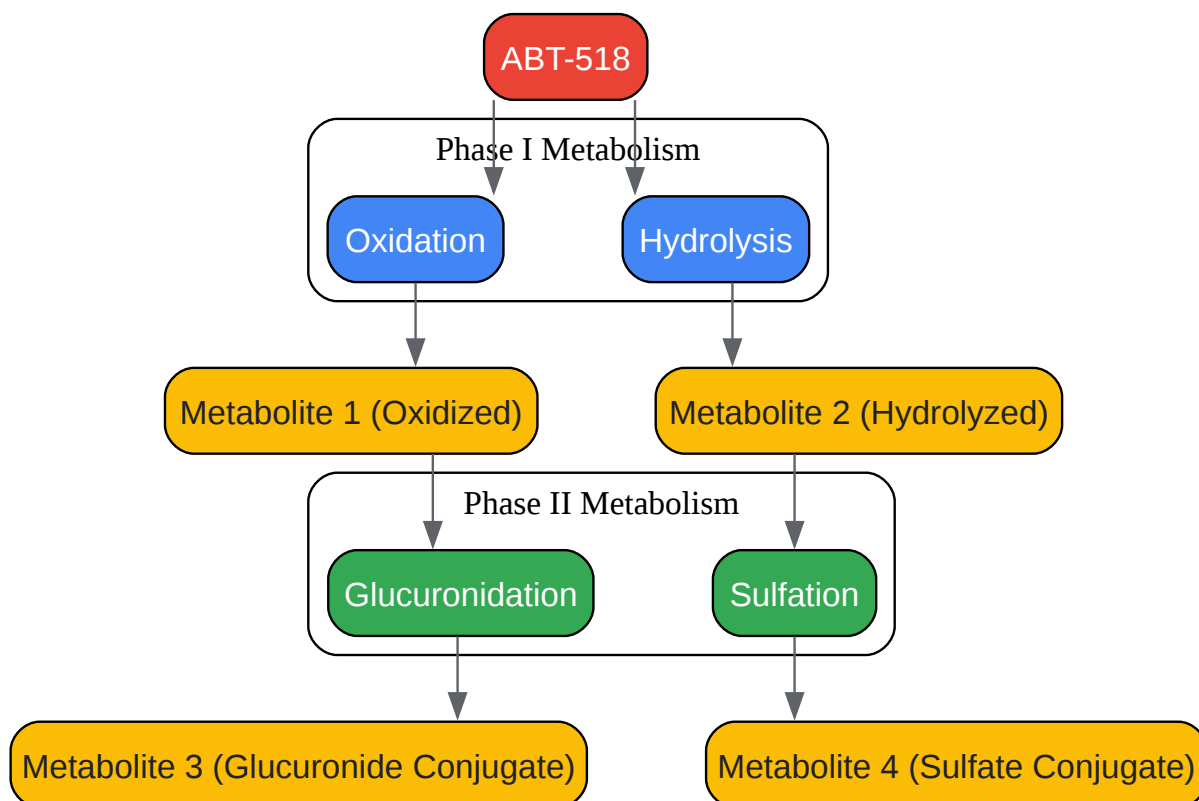 ABT-518
Phase I Metabolism
Oxidation
Hydrolysis
Metabolite 1 (Oxidized)
Metabolite 2 (Hydrolyzed)
Phase II Metabolism
Glucuronidation
Sulfation
Metabolite 3 (Glucuronide Conjugate)
Metabolite 4 (Sulfate Conjugate)